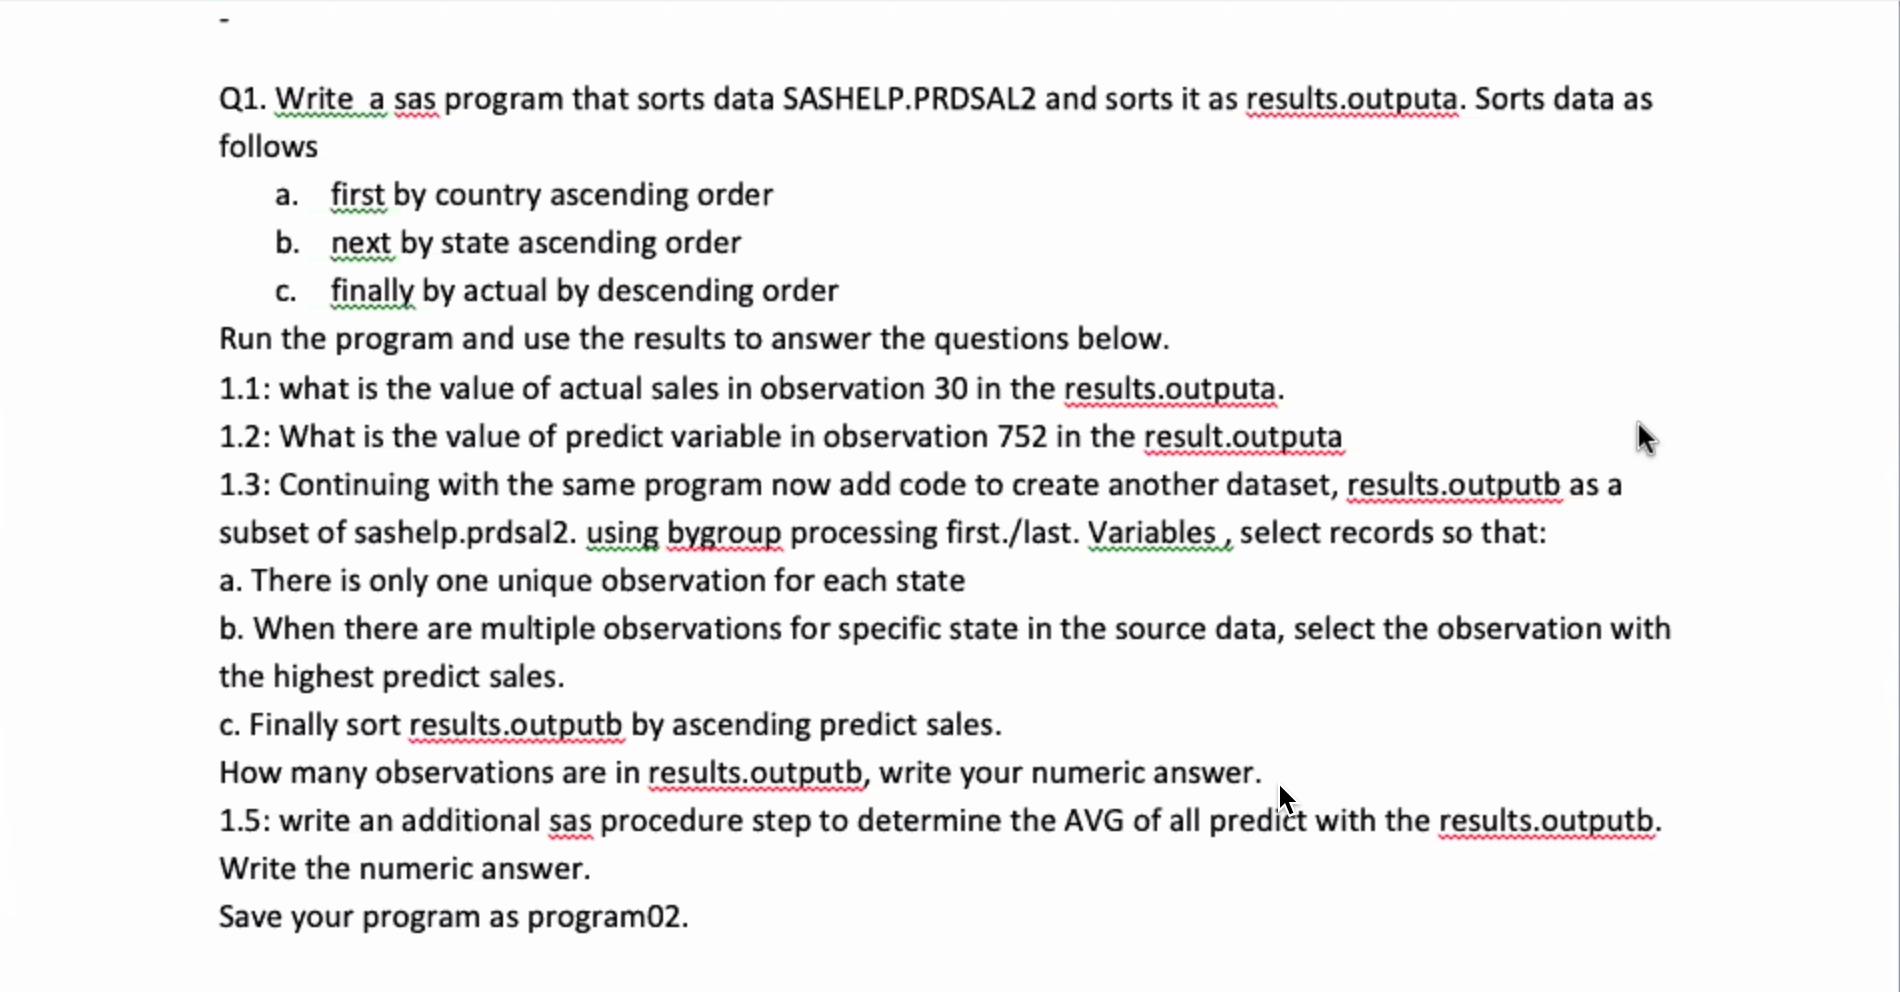 -
Q1. Write  a sas program that sorts data SASHELP.PRDSAL2 and sorts it as results.outputa. Sorts data as
follows
a. first by country ascending order
b. next by state ascending order
c. finally by actual by descending order
Run the program and use the results to answer the questions below.
1.1: what is the value of actual sales in observation 30 in the results.outputa.
1.2: What is the value of predict variable in observation 752 in the result.outputa
1.3: Continuing with the same program now add code to create another dataset, results.outputb as a
subset of sashelp.prdsal2. using bygroup processing first./last. Variables , select records so that:
a. There is only one unique observation for each state
b. When there are multiple observations for specific state in the source data, select the observation with
the highest predict sales.
c. Finally sort results.outputb by ascending predict sales.
How many observations are in results.outputb, write your numeric answer.
1.5: write an additional sas procedure step to determine the AVG of all predict with the results.outputb.
Write the numeric answer.
Save your program as program02.